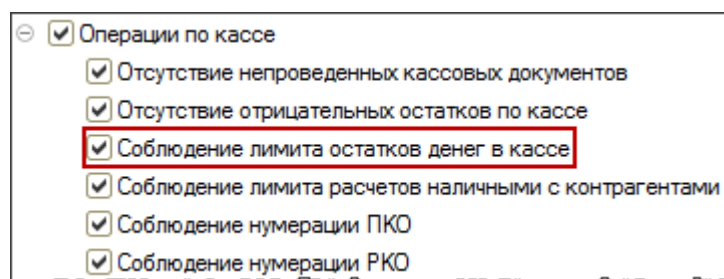 Операции по кассе
Отсутствие непроведенных кассовых документов
Отсутствие отрицательных остатков по кассе
Соблюдение лимита остатков денег в кассе
Соблюдение лимита расчетов наличными с контрагентами
Соблюдение нумерации ПКО
Соблюдение нумерации РКО